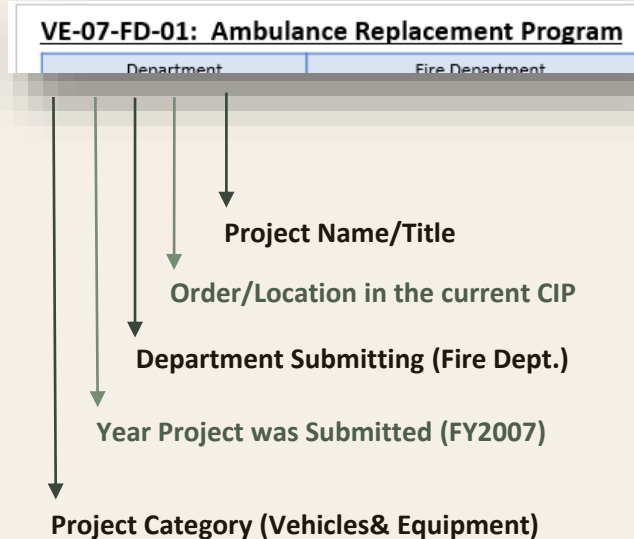 VE-07-FD-01: Ambulance Replacement Program
Department Fire Department
Project Name/Title
Order/Location in the current CIP
Department Submitting (Fire Dept.)
Year Project was Submitted (FY2007)
Project Category (Vehicles& Equipment)